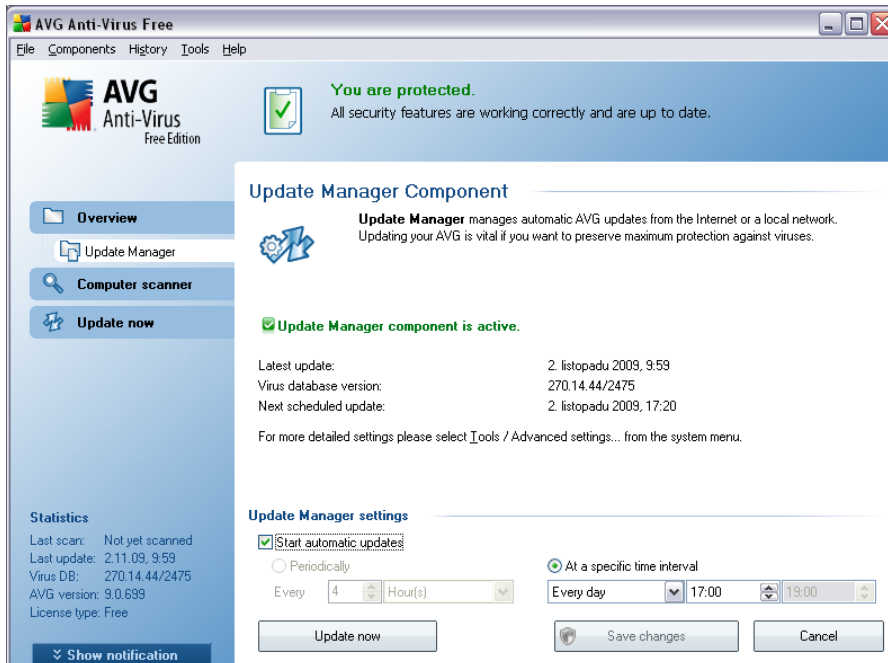 AVG Anti-Virus Free
File Components History Tools Help
AVG
Anti-Virus
Free Edition
You are protected.
All security features are working correctly and are up to date.
Overview
Update Manager
Computer scanner
Update now
Update Manager Component
Update Manager manages automatic AVG updates from the Internet or a local network.
Updating your AVG is vital if you want to preserve maximum protection against viruses.
Update Manager component is active.
Latest update: 2. listopadu 2009, 9:59
Virus database version: 270.14.44/2475
Next scheduled update: 2. listopadu 2009, 17:20
For more detailed settings please select Tools / Advanced settings... from the system menu.
Statistics
Last scan: Not yet scanned
Last update: 2.11.09, 9:59
Virus DB: 270.14.44/2475
AVG version: 9.0.699
License type: Free
Show notification
Update Manager settings
Start automatic updates
Periodically
Every 4 Hour(s)
At a specific time interval
Every day 17:00 19:00
Update now
Save changes
Cancel